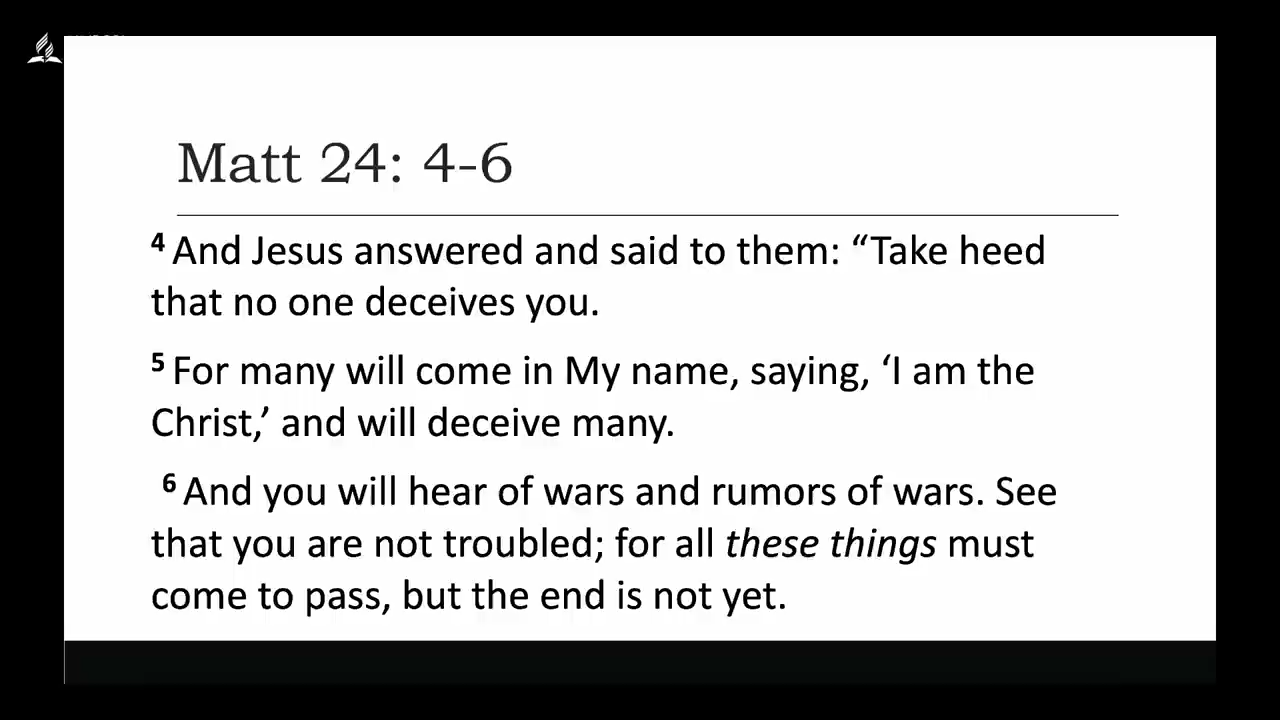 Matt 24: 4-6
4 And Jesus answered and said to them: “Take heed
that no one deceives you.
5 For many will come in My name, saying, ‘I am the
Christ,’ and will deceive many.
6 And you will hear of wars and rumors of wars. See
that you are not troubled; for all these things must
come to pass, but the end is not yet.